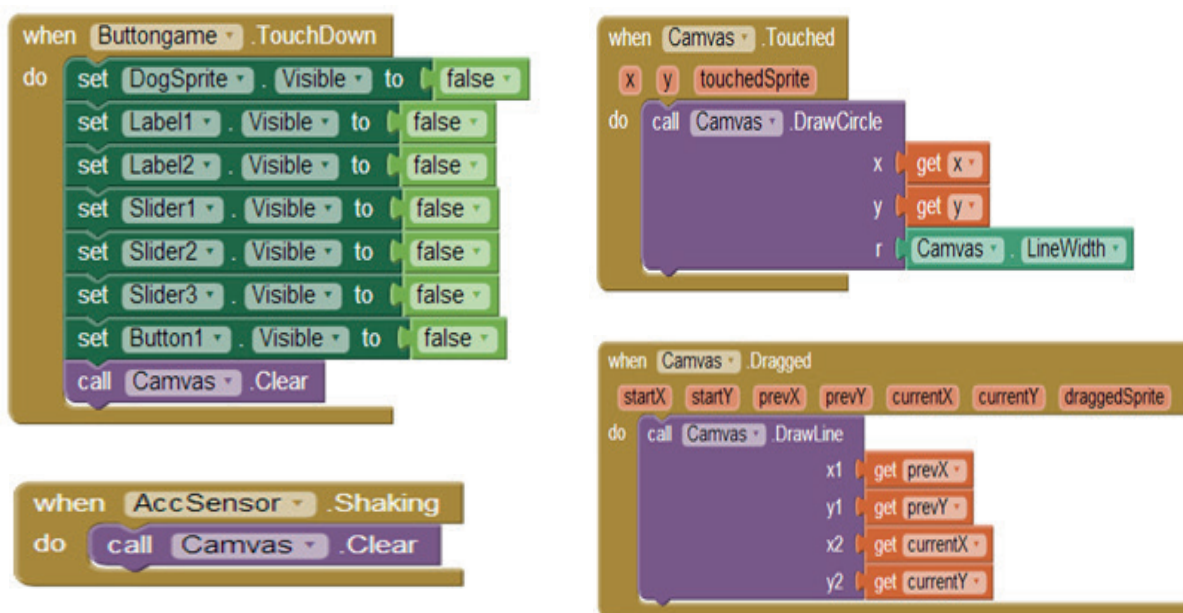 when Buttongame .TouchDown
do set DogSprite . Visible to false
set Label1 . Visible to false
set Label2 . Visible to false
set Slider1 . Visible to false
set Slider2 . Visible to false
set Slider3 . Visible to false
set Button1 . Visible to false
call Camvas .Clear
when AccSensor .Shaking
do call Camvas .Clear
when Camvas .Touched
x y touchedSprite
do call Camvas .DrawCircle
x get x
y get y
r Camvas . LineWidth
when Camvas .Dragged
startX startY prevX prevY currentX currentY draggedSprite
do call Camvas .DrawLine
x1 get prevX
y1 get prevY
x2 get currentX
y2 get currentY